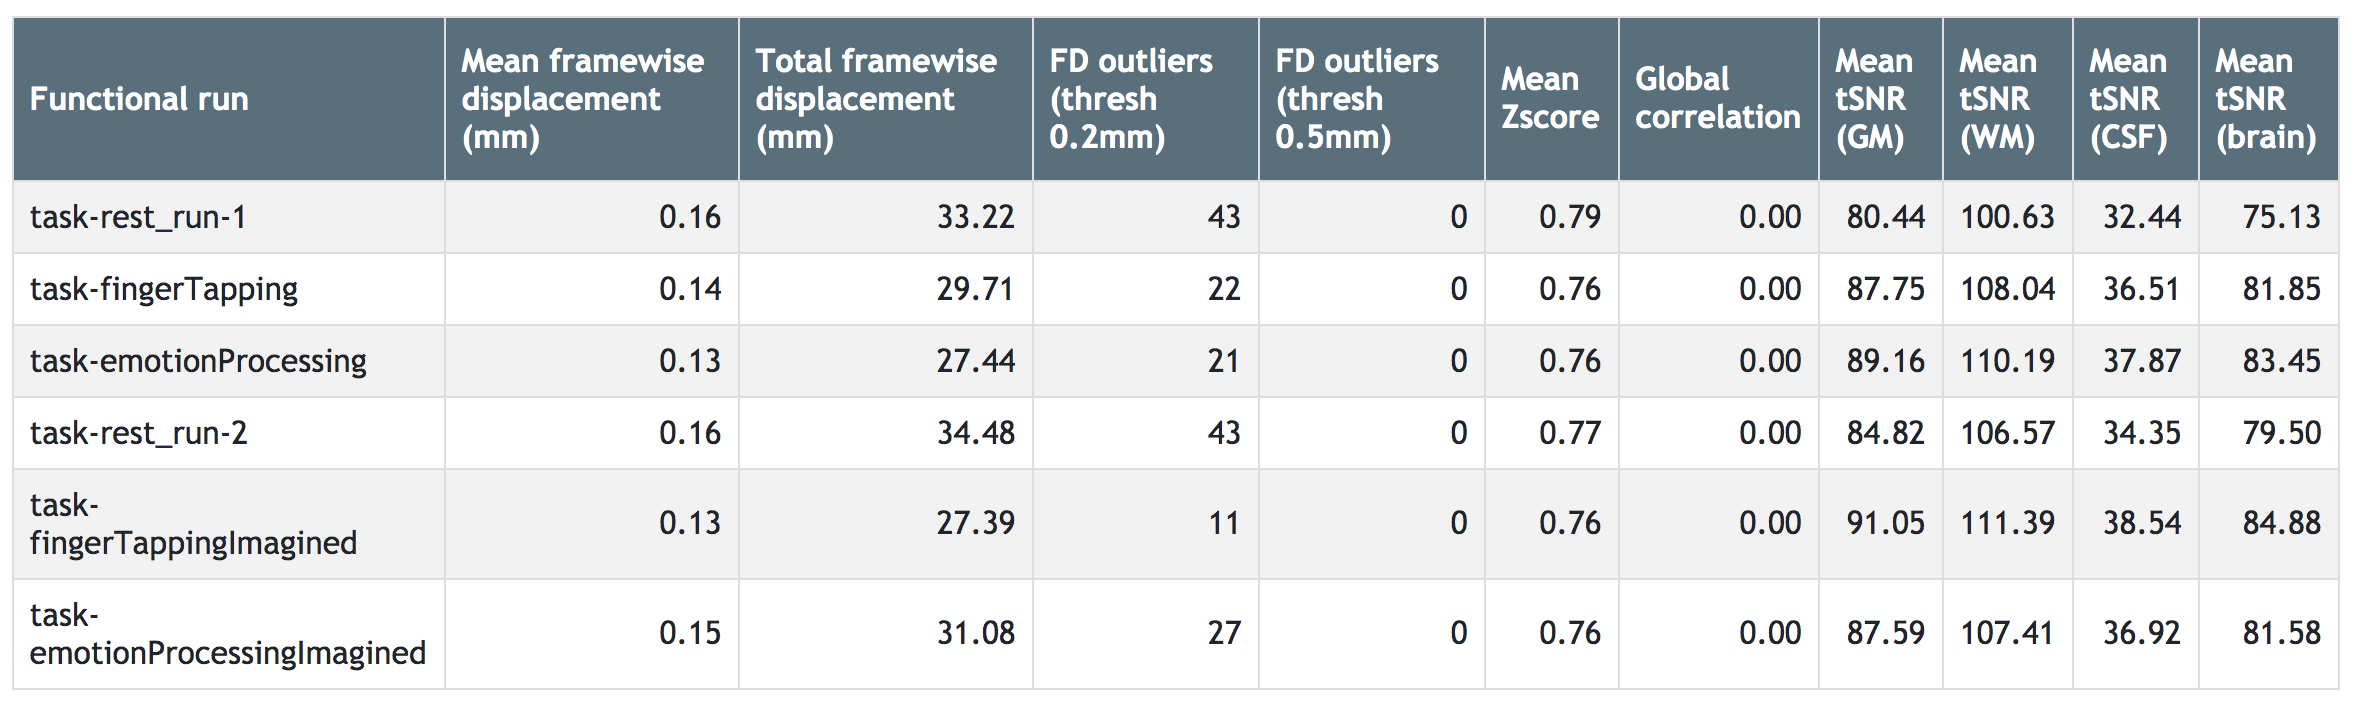 Functional run
Mean framewise
displacement
(mm)
Total framewise
displacement
(mm)
FD outliers
(thresh
0.2mm)
FD outliers
(thresh
0.5mm)
Mean
Zscore
Global
correlation
Mean
tSNR
(GM)
Mean
tSNR
(WM)
Mean
tSNR
(CSF)
Mean
tSNR
(brain)
task-rest_run-1 0.16 33.22 43 0 0.79 0.00 80.44 100.63 32.44 75.13
task-fingerTapping 0.14 29.71 22 0 0.76 0.00 87.75 108.04 36.51 81.85
task-emotionProcessing 0.13 27.44 21 0 0.76 0.00 89.16 110.19 37.87 83.45
task-rest_run-2 0.16 34.48 43 0 0.77 0.00 84.82 106.57 34.35 79.50
task-
fingerTappingImagined 0.13 27.39 11 0 0.76 0.00 91.05 111.39 38.54 84.88
task-
emotionProcessingImagined 0.15 31.08 27 0 0.76 0.00 87.59 107.41 36.92 81.58